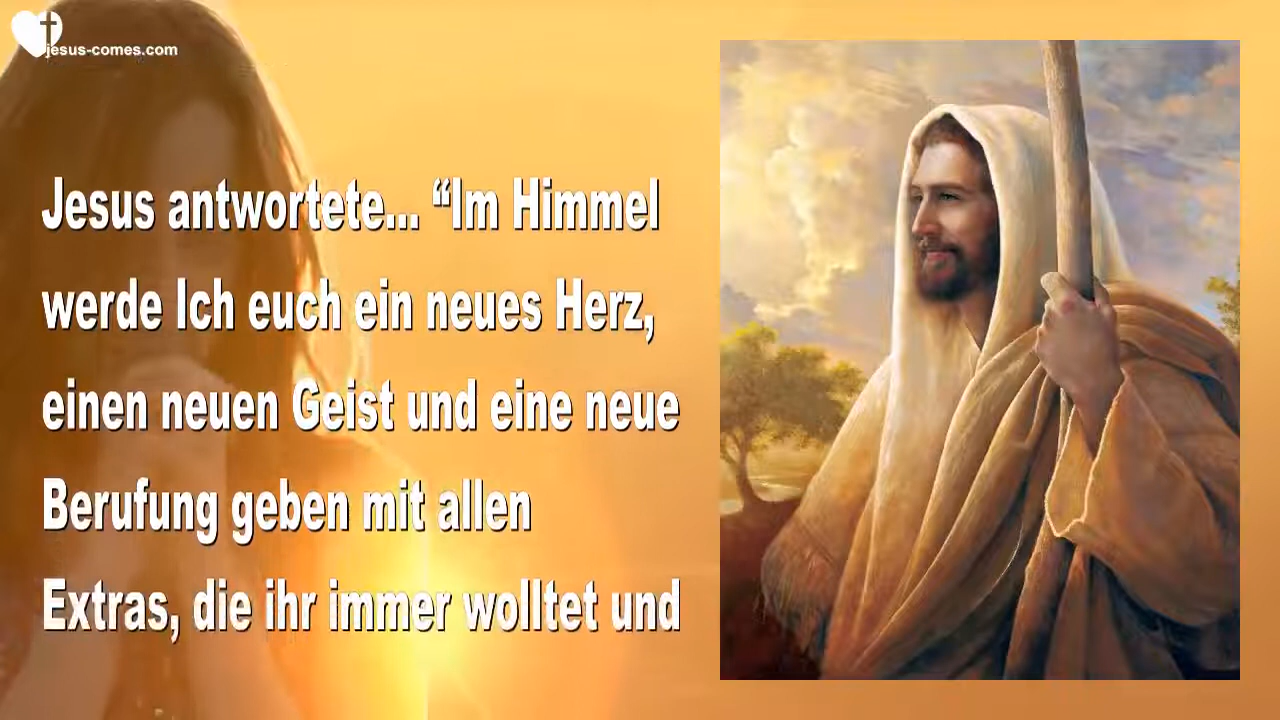 jesus-comes.com
Jesus antwortete... “Im Himmel
werde Ich euch ein neues Herz,
einen neuen Geist und eine neue
Berufung geben mit allen
Extras, die ihr immer wolltet und